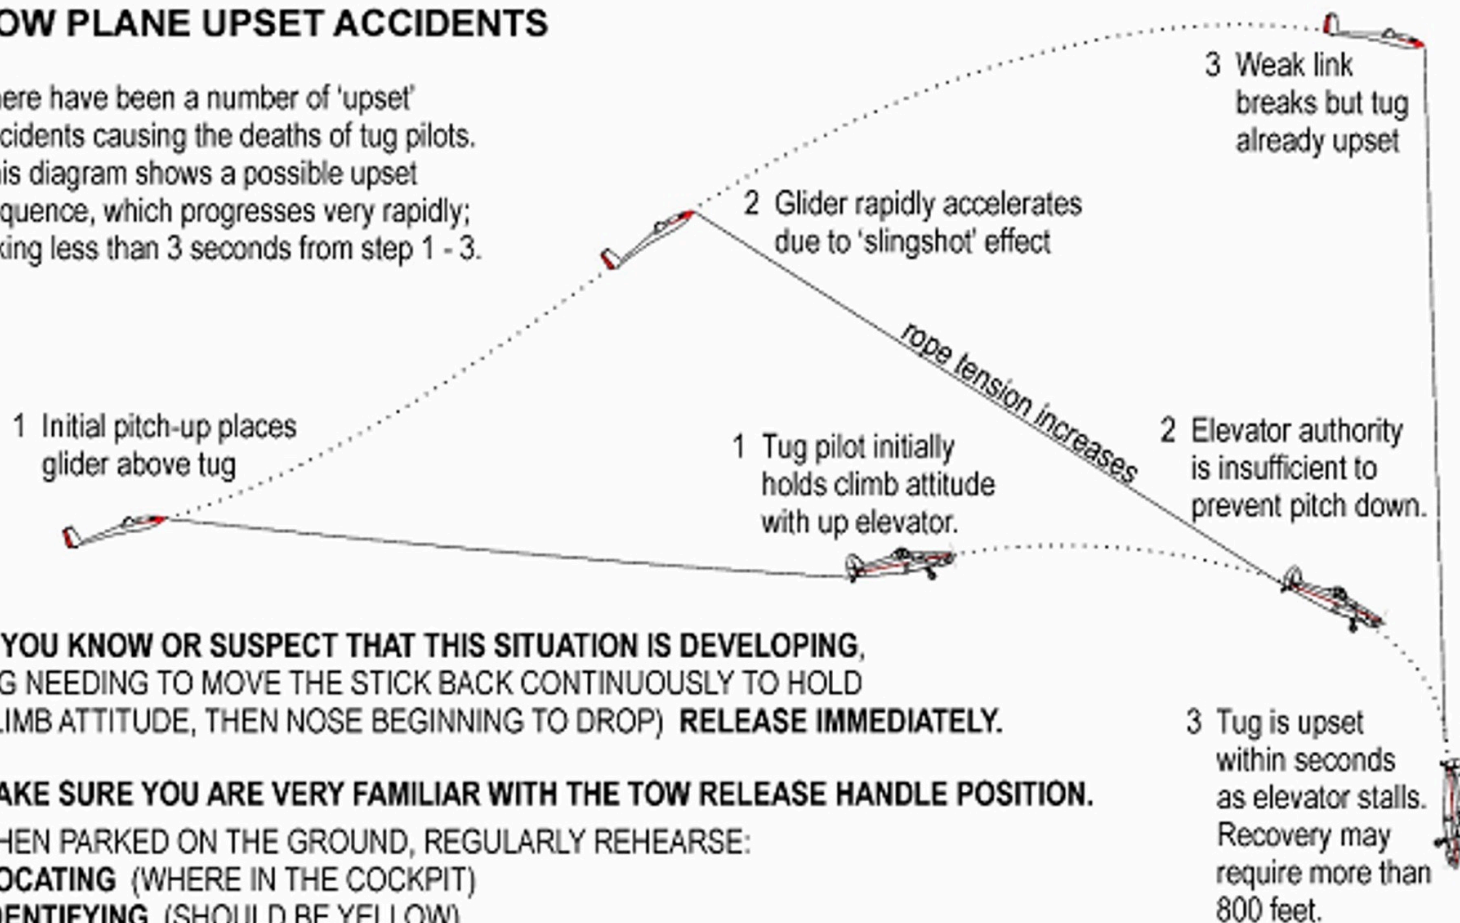 OW PLANE UPSET ACCIDENTS
ere have been a number of ‘upset’
cidents causing the deaths of tug pilots.
is diagram shows a possible upset
quence, which progresses very rapidly;
king less than 3 seconds from step 1 - 3.
3 Weak link
breaks but tug
already upset
2 Glider rapidly accelerates
due to ‘slingshot’ effect
rope tension increases
1 Initial pitch-up places
glider above tug
1 Tug pilot initially
holds climb attitude
with up elevator.
2 Elevator authority
is insufficient to
prevent pitch down.
YOU KNOW OR SUSPECT THAT THIS SITUATION IS DEVELOPING,
G NEEDING TO MOVE THE STICK BACK CONTINUOUSLY TO HOLD
LIMB ATTITUDE, THEN NOSE BEGINNING TO DROP) RELEASE IMMEDIATELY.
AKE SURE YOU ARE VERY FAMILIAR WITH THE TOW RELEASE HANDLE POSITION.
HEN PARKED ON THE GROUND, REGULARLY REHEARSE:
OCATING (WHERE IN THE COCKPIT)
DENTIFYING (SHOULD BE YELLOW)
3 Tug is upset
within seconds
as elevator stalls.
Recovery may
require more than
800 feet.